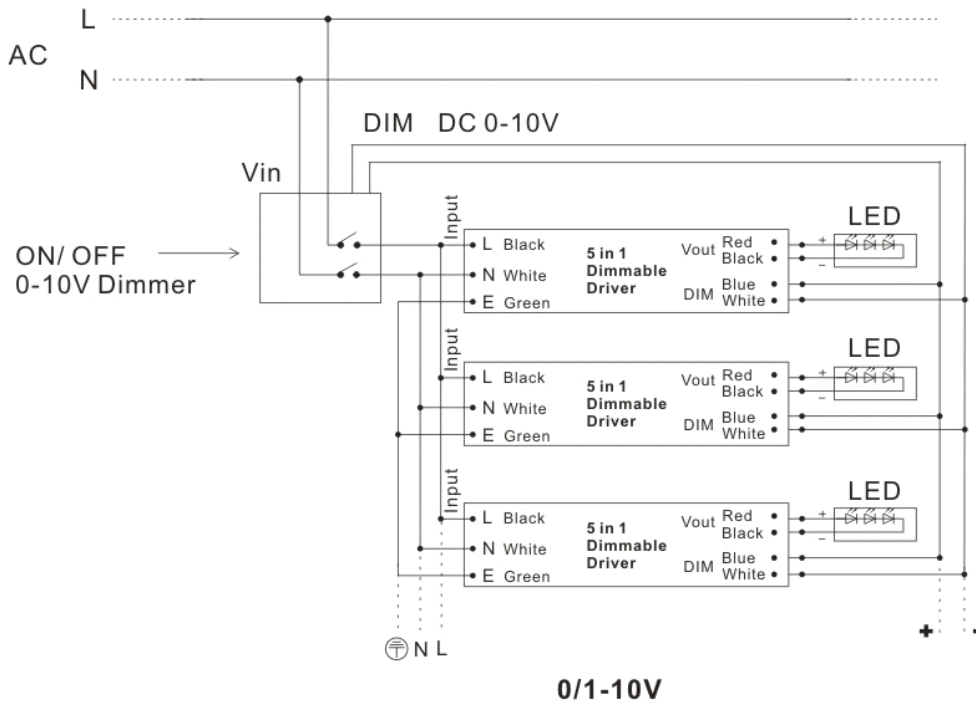 L
AC
N
DIM DC 0-10V
Vin
ON/ OFF
0-10V Dimmer
Input
L Black
N White
E Green
5 in 1
Dimmable
Driver
Vout Red
Black
DIM Blue
White
+
−
LED
Input
L Black
N White
E Green
5 in 1
Dimmable
Driver
Vout Red
Black
DIM Blue
White
+
−
LED
Input
L Black
N White
E Green
5 in 1
Dimmable
Driver
Vout Red
Black
DIM Blue
White
+
−
LED
N L
+ -
0/1-10V